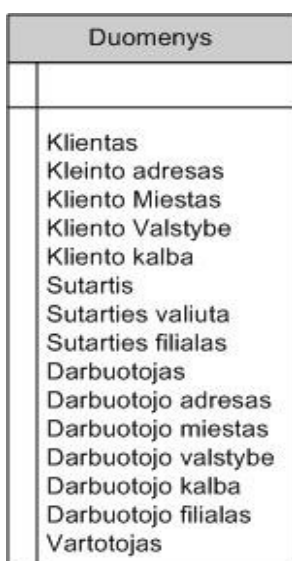 Duomenys
Klientas
Kleinto adresas
Kliento Miestas
Kliento Valstybe
Kliento kalba
Sutartis
Sutarties valiuta
Sutarties filialas
Darbuotojas
Darbuotojo adresas
Darbuotojo miestas
Darbuotojo valstybe
Darbuotojo kalba
Darbuotojo filialas
Vartotojas